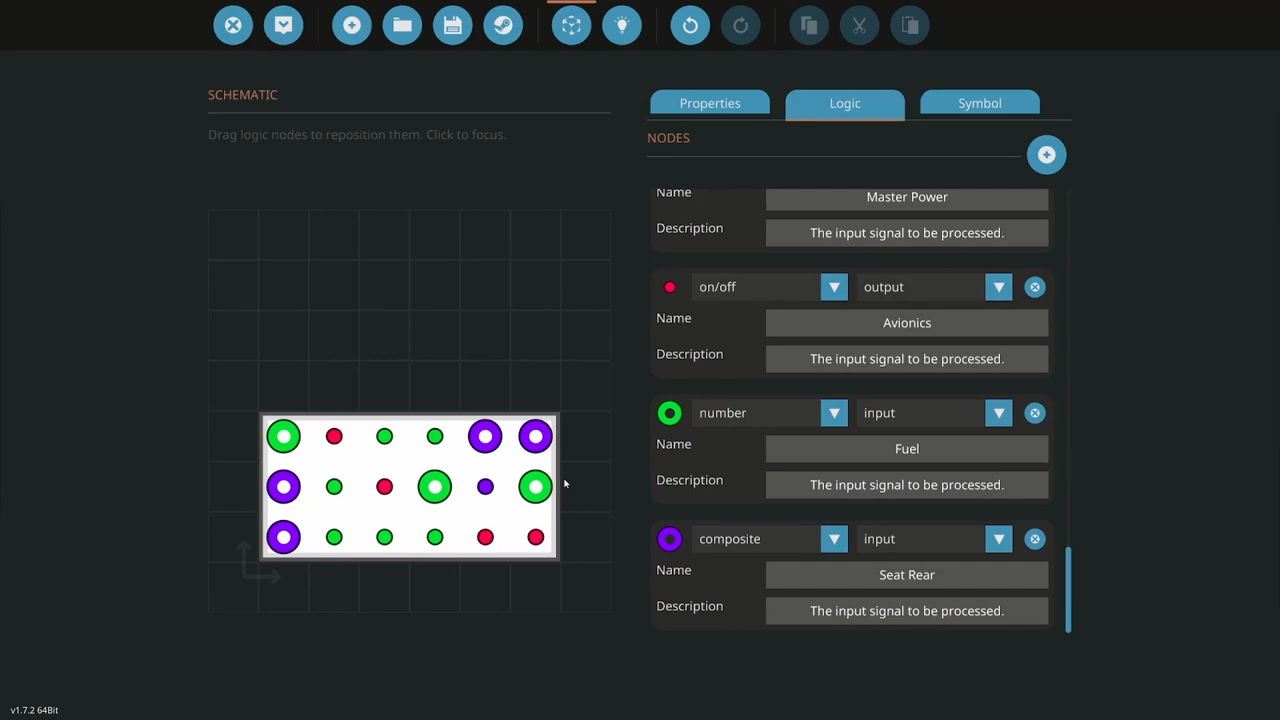 SCHEMATIC
Drag logic nodes to reposition them. Click to focus.
Properties
Logic
Symbol
NODES
Name
Master Power
Description
The input signal to be processed.
on/off
output
Name
Avionics
Description
The input signal to be processed.
number
input
Name
Fuel
Description
The input signal to be processed.
composite
input
Name
Seat Rear
Description
The input signal to be processed.
v1.7.2 64Bit